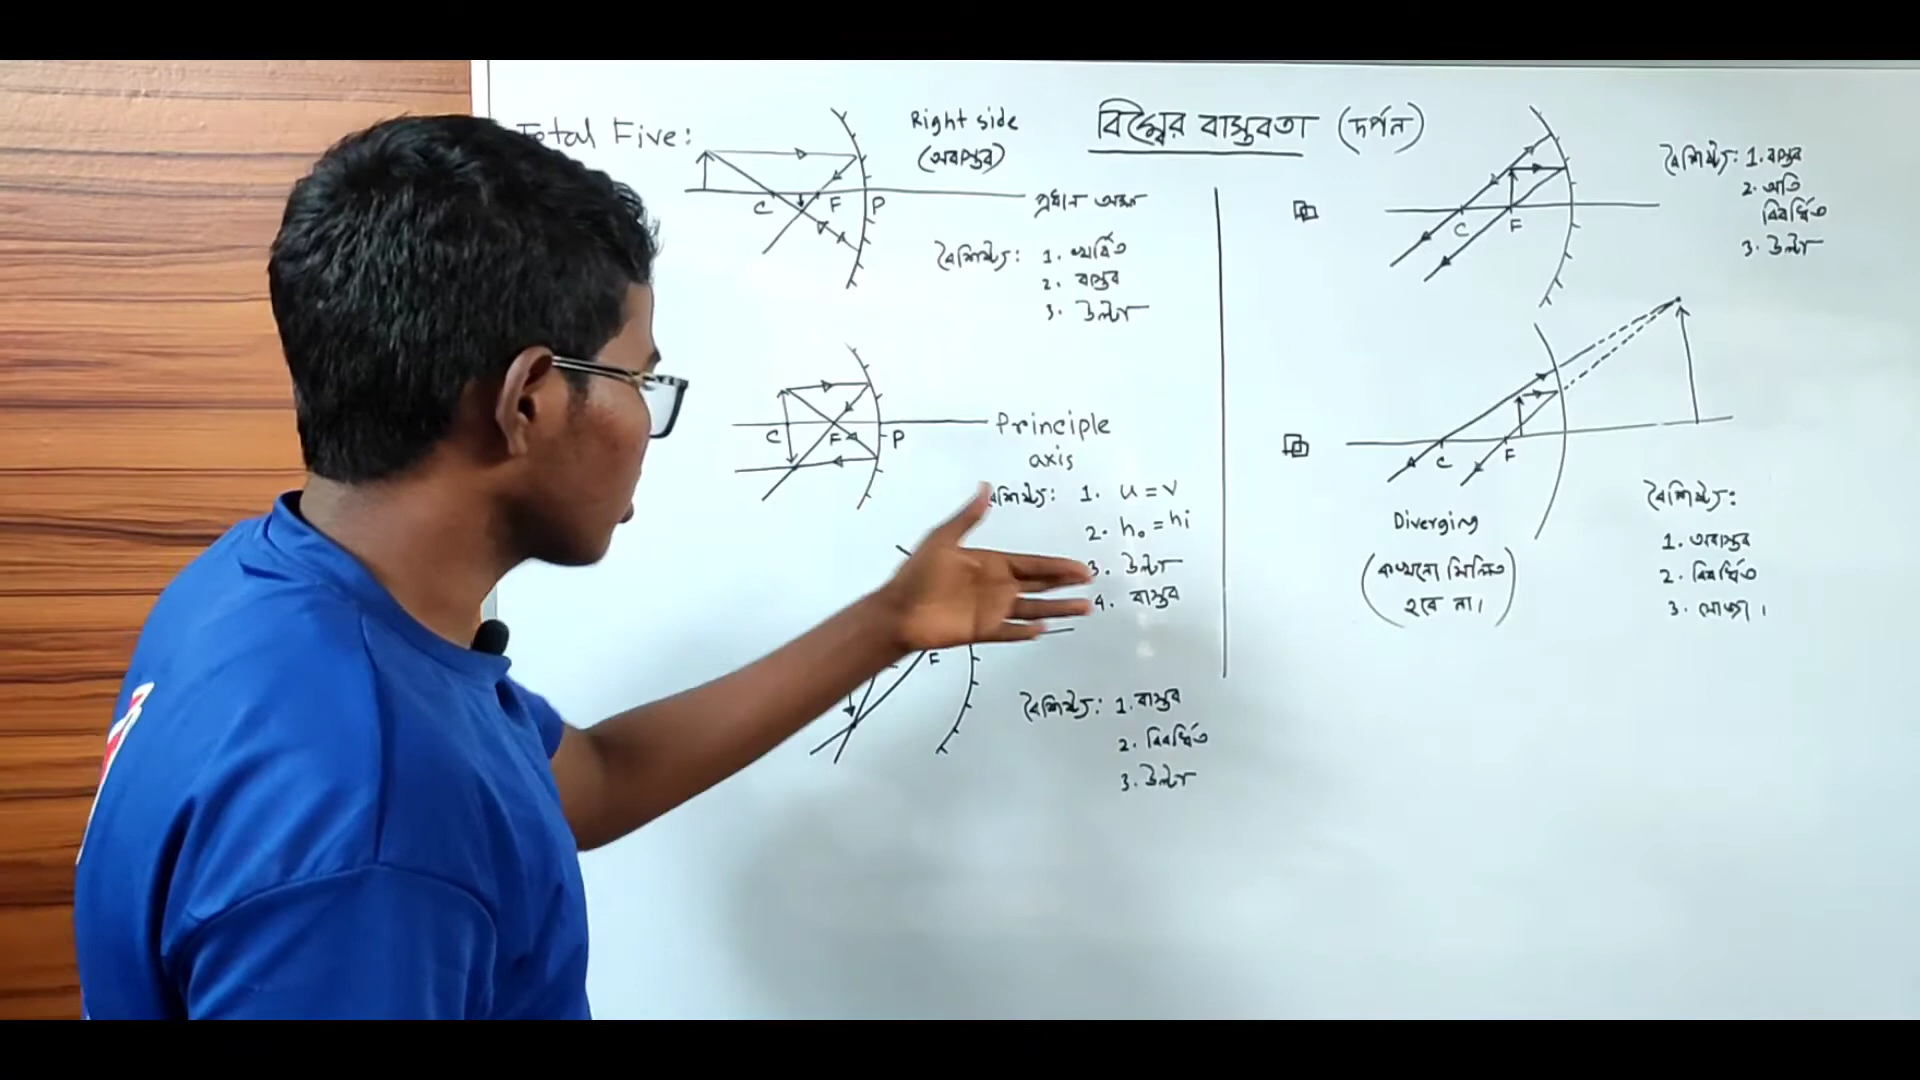 Total Five:
Right side
(অবাস্তব)
C F P
প্রধান অক্ষ
বৈশিষ্ট্য: 1. খর্বিত
2. বাস্তব
3. উল্টা
C F P
Principle
axis
বৈশিষ্ট্য: 1. u = v
2. ho = hi
3. উল্টা
4. বাস্তব
F
বৈশিষ্ট্য: 1. বাস্তব
2. বিবর্ধিত
3. উল্টা
বিম্বের বাস্তবতা (দর্পন)
C F
বৈশিষ্ট্য: 1. বাস্তব
2. অতি
বিবর্ধিত
3. উল্টা
C F
Diverging
(কখনো মিলিত
হবে না।)
বৈশিষ্ট্য:
1. অবাস্তব
2. বিবর্ধিত
3. সোজা।